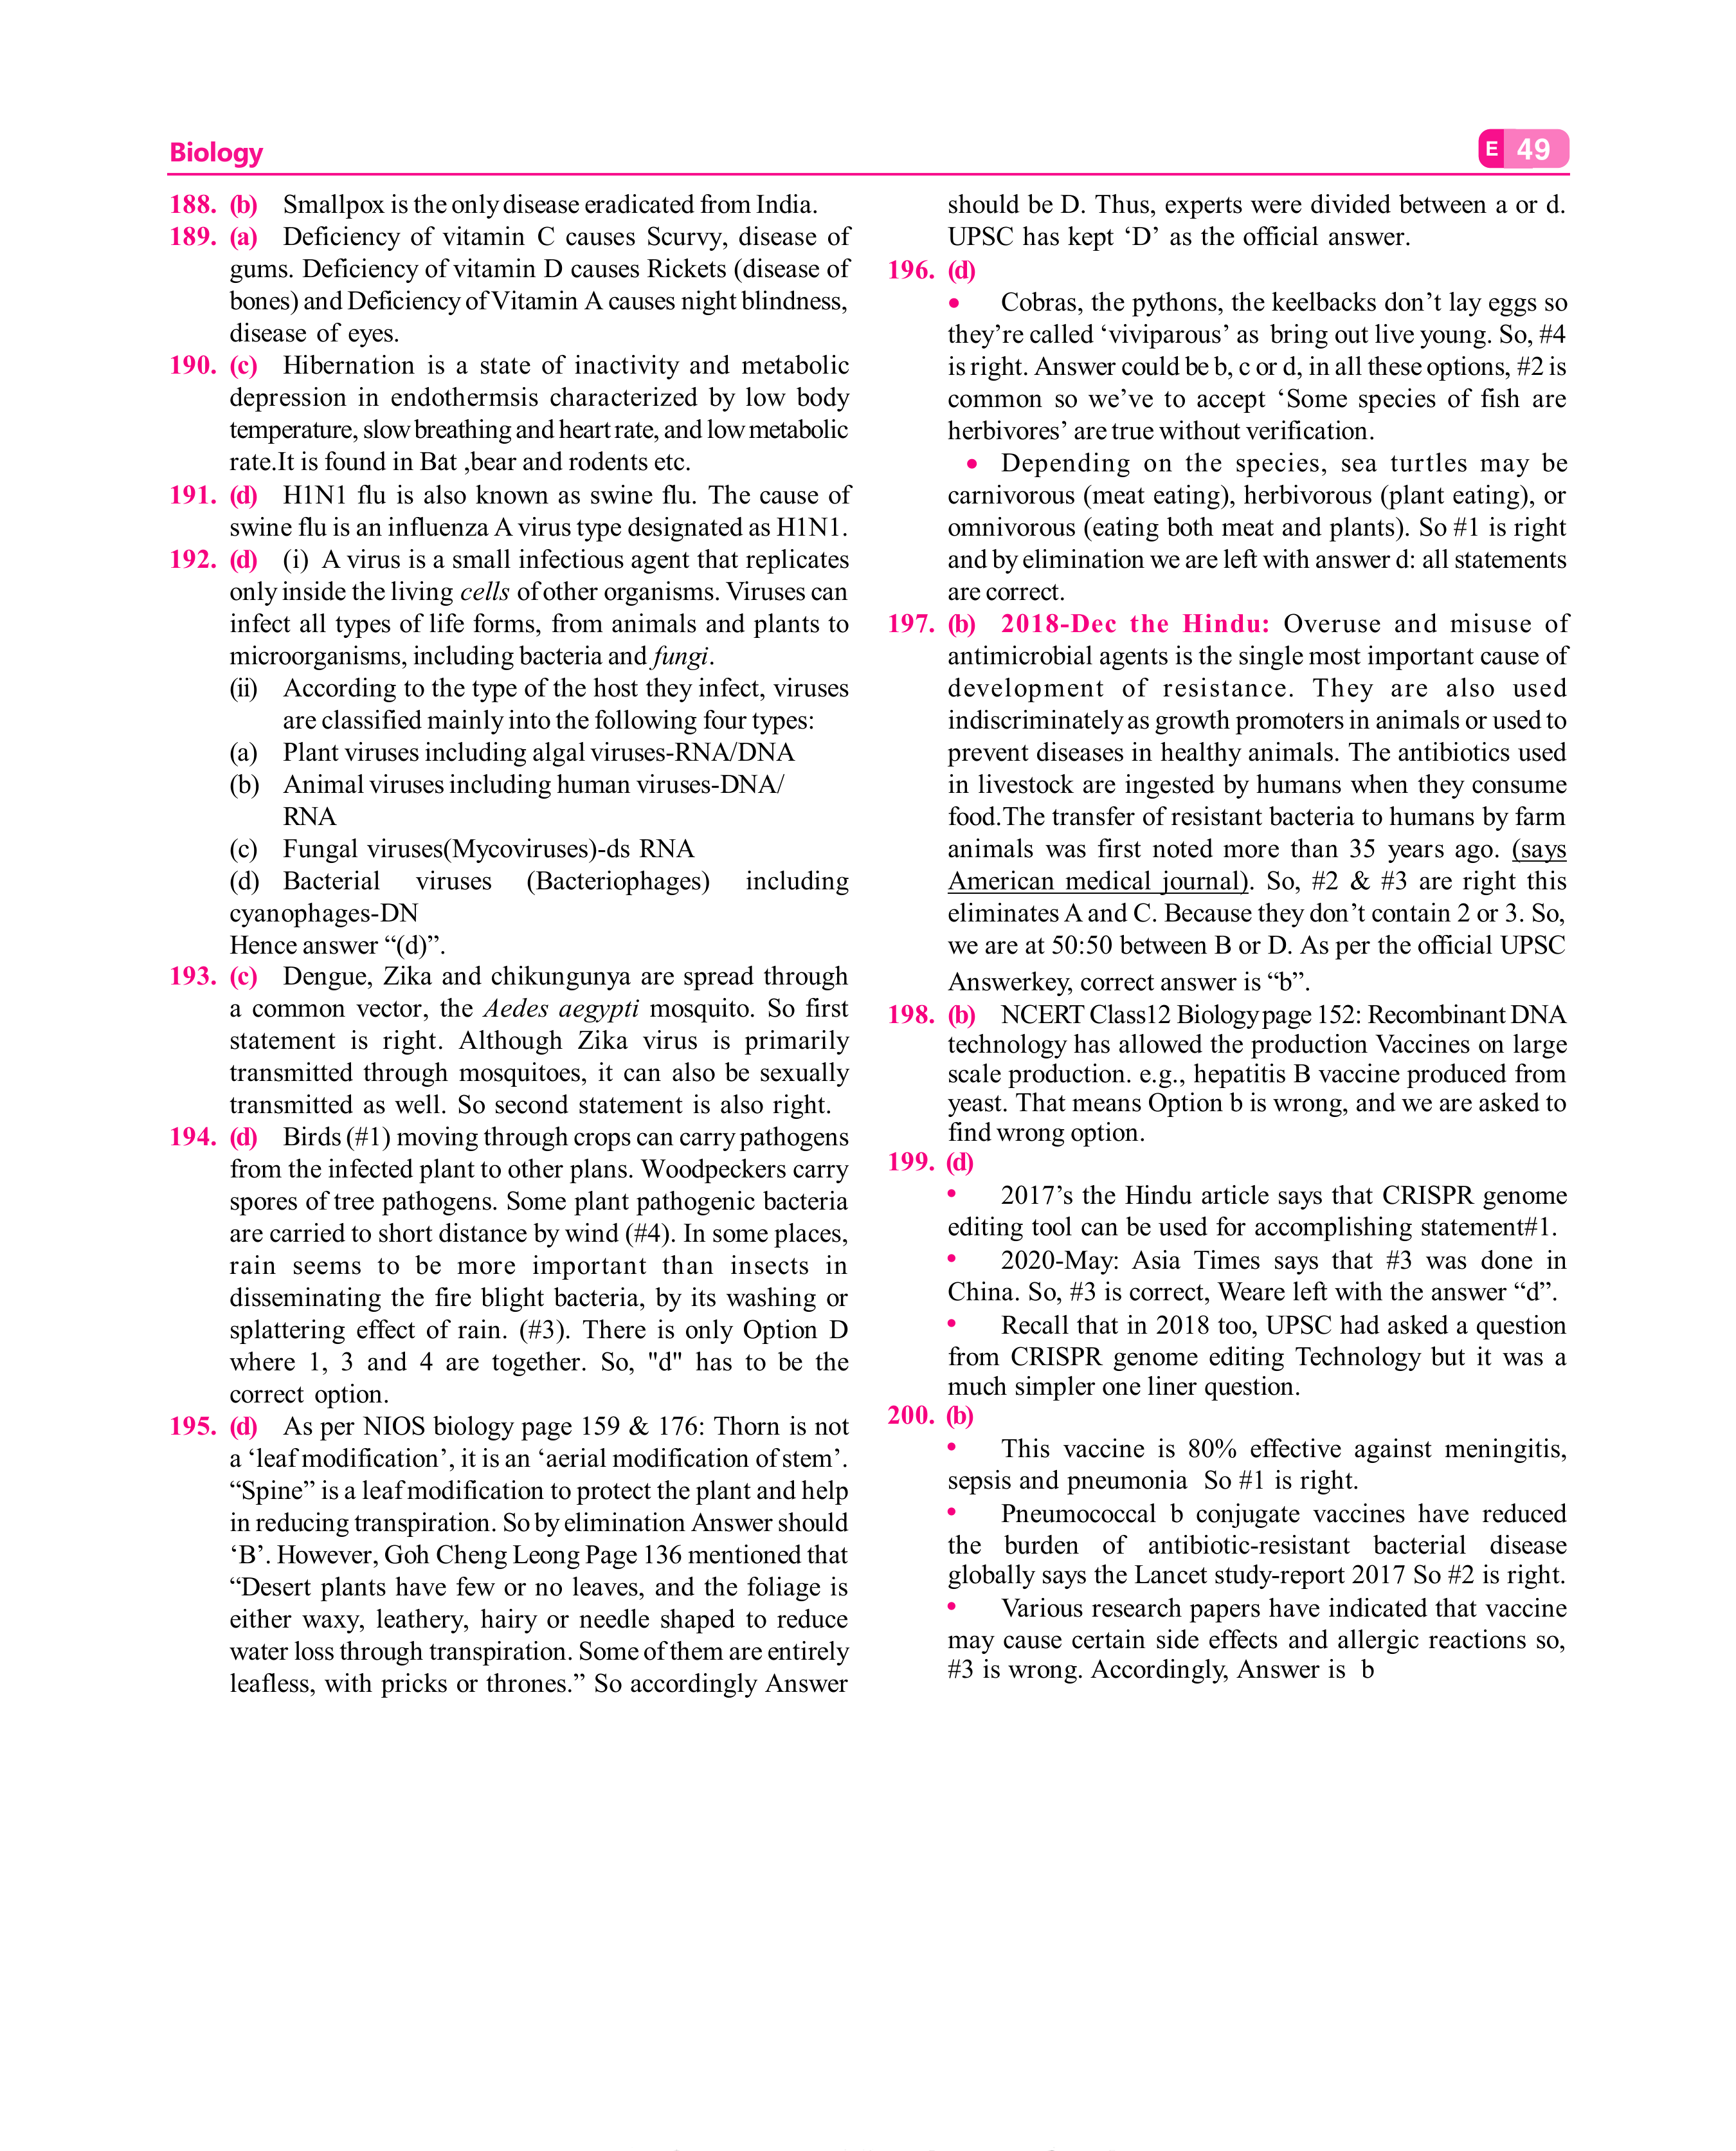 Biology
E 49
188. (b) Smallpox is the only disease eradicated from India.
189. (a) Deficiency of vitamin C causes Scurvy, disease of
gums. Deficiency of vitamin D causes Rickets (disease of
bones) and Deficiency of Vitamin A causes night blindness,
disease of eyes.
190. (c) Hibernation is a state of inactivity and metabolic
depression in endothermsis characterized by low body
temperature, slow breathing and heart rate, and low metabolic
rate.It is found in Bat ,bear and rodents etc.
191. (d) H1N1 flu is also known as swine flu. The cause of
swine flu is an influenza A virus type designated as H1N1.
192. (d) (i) A virus is a small infectious agent that replicates
only inside the living cells of other organisms. Viruses can
infect all types of life forms, from animals and plants to
microorganisms, including bacteria and fungi.
(ii) According to the type of the host they infect, viruses
are classified mainly into the following four types:
(a) Plant viruses including algal viruses-RNA/DNA
(b) Animal viruses including human viruses-DNA/
RNA
(c) Fungal viruses(Mycoviruses)-ds RNA
(d) Bacterial viruses (Bacteriophages) including
cyanophages-DN
Hence answer “(d)”.
193. (c) Dengue, Zika and chikungunya are spread through
a common vector, the Aedes aegypti mosquito. So first
statement is right. Although Zika virus is primarily
transmitted through mosquitoes, it can also be sexually
transmitted as well. So second statement is also right.
194. (d) Birds (#1) moving through crops can carry pathogens
from the infected plant to other plans. Woodpeckers carry
spores of tree pathogens. Some plant pathogenic bacteria
are carried to short distance by wind (#4). In some places,
rain seems to be more important than insects in
disseminating the fire blight bacteria, by its washing or
splattering effect of rain. (#3). There is only Option D
where 1, 3 and 4 are together. So, "d" has to be the
correct option.
195. (d) As per NIOS biology page 159 & 176: Thorn is not
a ‘leaf modification’, it is an ‘aerial modification of stem’.
“Spine” is a leaf modification to protect the plant and help
in reducing transpiration. So by elimination Answer should
‘B’. However, Goh Cheng Leong Page 136 mentioned that
“Desert plants have few or no leaves, and the foliage is
either waxy, leathery, hairy or needle shaped to reduce
water loss through transpiration. Some of them are entirely
leafless, with pricks or thrones.” So accordingly Answer
should be D. Thus, experts were divided between a or d.
UPSC has kept ‘D’ as the official answer.
196. (d)
• Cobras, the pythons, the keelbacks don’t lay eggs so
they’re called ‘viviparous’ as bring out live young. So, #4
is right. Answer could be b, c or d, in all these options, #2 is
common so we’ve to accept ‘Some species of fish are
herbivores’ are true without verification.
• Depending on the species, sea turtles may be
carnivorous (meat eating), herbivorous (plant eating), or
omnivorous (eating both meat and plants). So #1 is right
and by elimination we are left with answer d: all statements
are correct.
197. (b) 2018-Dec the Hindu: Overuse and misuse of
antimicrobial agents is the single most important cause of
development of resistance. They are also used
indiscriminately as growth promoters in animals or used to
prevent diseases in healthy animals. The antibiotics used
in livestock are ingested by humans when they consume
food.The transfer of resistant bacteria to humans by farm
animals was first noted more than 35 years ago. (says
American medical journal). So, #2 & #3 are right this
eliminates A and C. Because they don’t contain 2 or 3. So,
we are at 50:50 between B or D. As per the official UPSC
Answerkey, correct answer is “b”.
198. (b) NCERT Class12 Biology page 152: Recombinant DNA
technology has allowed the production Vaccines on large
scale production. e.g., hepatitis B vaccine produced from
yeast. That means Option b is wrong, and we are asked to
find wrong option.
199. (d)
• 2017’s the Hindu article says that CRISPR genome
editing tool can be used for accomplishing statement#1.
• 2020-May: Asia Times says that #3 was done in
China. So, #3 is correct, Weare left with the answer “d”.
• Recall that in 2018 too, UPSC had asked a question
from CRISPR genome editing Technology but it was a
much simpler one liner question.
200. (b)
• This vaccine is 80% effective against meningitis,
sepsis and pneumonia So #1 is right.
• Pneumococcal b conjugate vaccines have reduced
the burden of antibiotic-resistant bacterial disease
globally says the Lancet study-report 2017 So #2 is right.
• Various research papers have indicated that vaccine
may cause certain side effects and allergic reactions so,
#3 is wrong. Accordingly, Answer is b